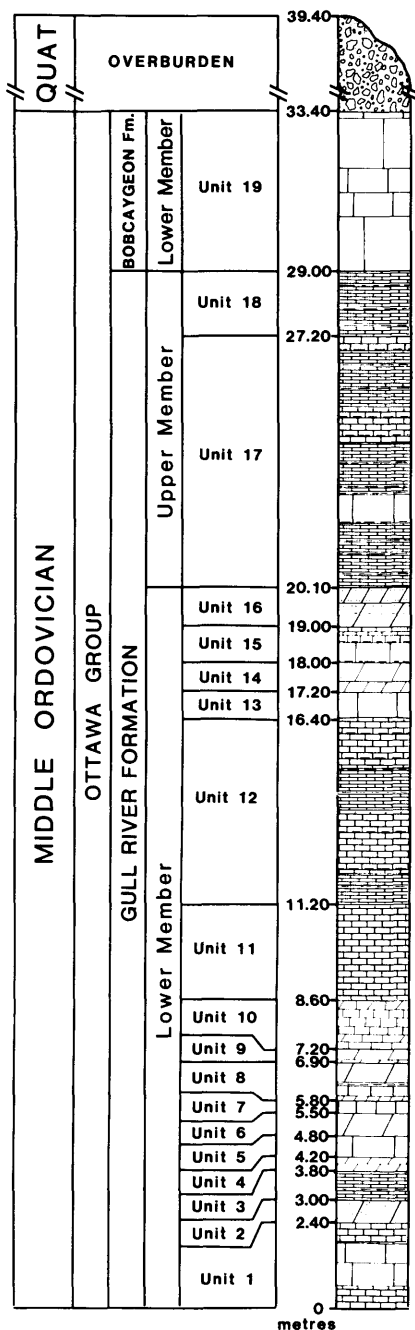 QUAT
OVERBURDEN
39.40
33.40
MIDDLE ORDOVICIAN
OTTAWA GROUP
BOBCAYGEON Fm.
Lower Member
Unit 19
29.00
GULL RIVER FORMATION
Upper Member
Unit 18
27.20
Unit 17
20.10
Lower Member
Unit 16
19.00
Unit 15
18.00
Unit 14
17.20
Unit 13
16.40
Unit 12
11.20
Unit 11
8.60
Unit 10
7.20
Unit 9
6.90
Unit 8
5.80
Unit 7
5.50
Unit 6
4.80
Unit 5
4.20
Unit 4
3.80
Unit 3
3.00
Unit 2
2.40
Unit 1
0
metres